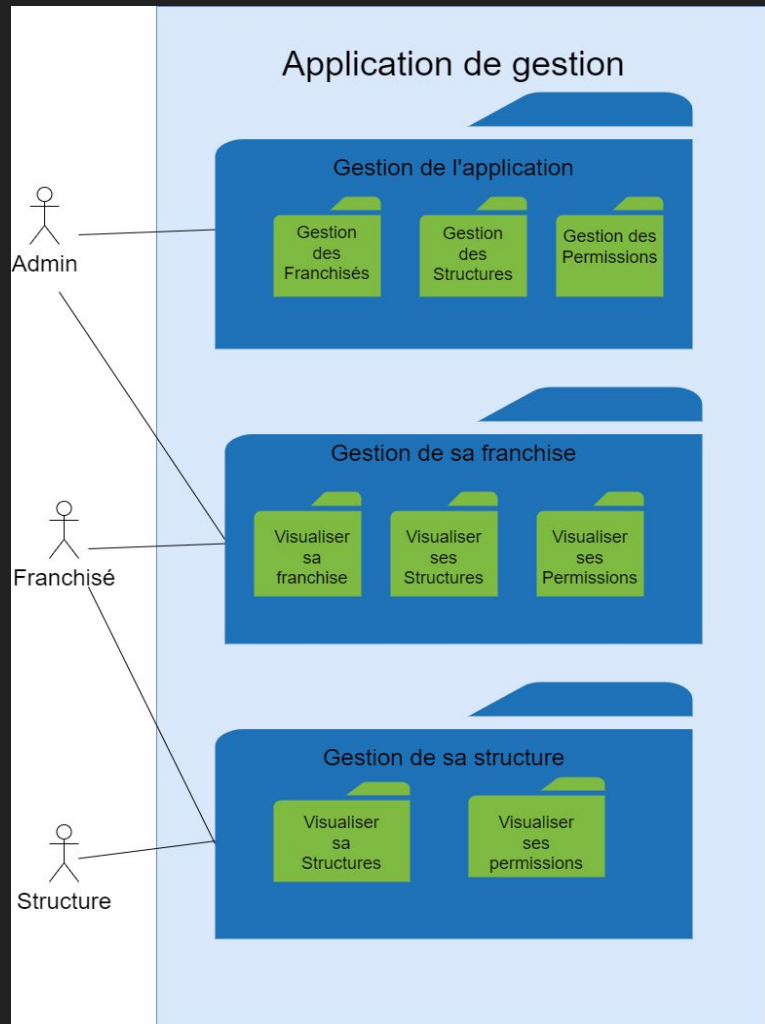 Application de gestion
Gestion de l'application
Gestion
des
Franchisés
Gestion
des
Structures
Gestion des
Permissions
Admin
Gestion de sa franchise
Visualiser
sa
franchise
Visualiser
ses
Structures
Visualiser
ses
Permissions
Franchisé
Gestion de sa structure
Visualiser
sa
Structures
Visualiser
ses
permissions
Structure